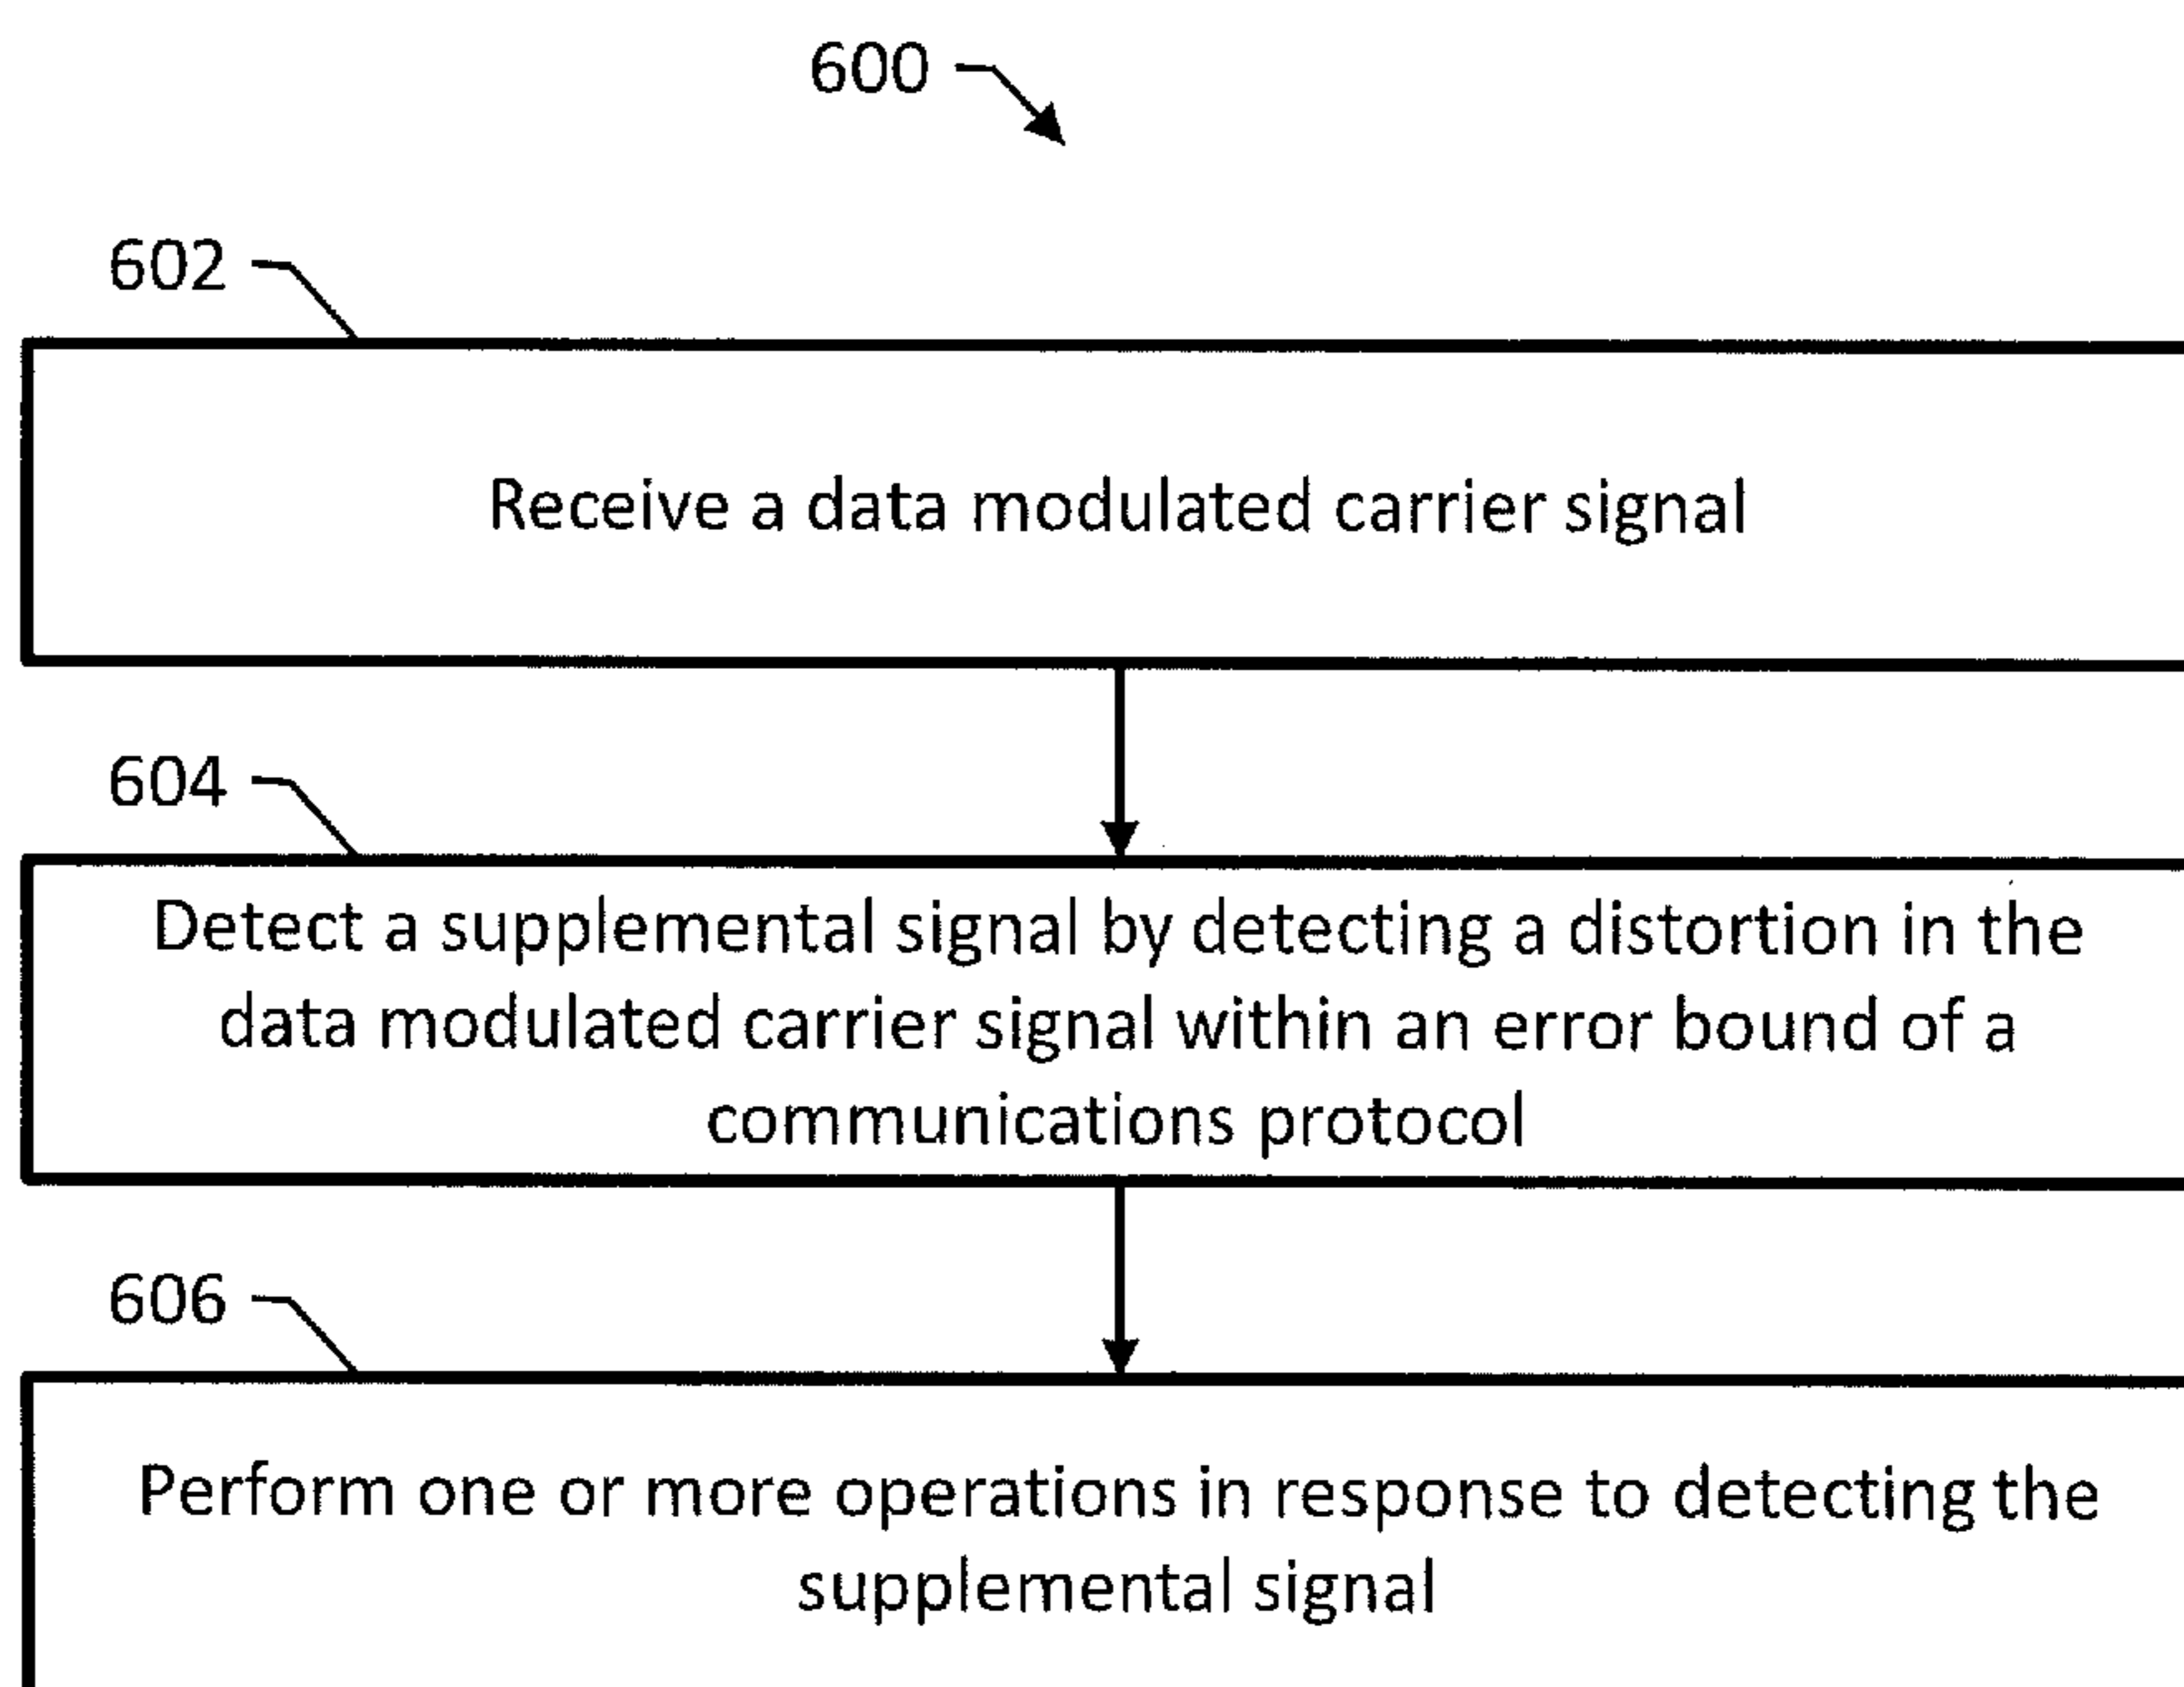 600
602
Receive a data modulated carrier signal
604
Detect a supplemental signal by detecting a distortion in the
data modulated carrier signal within an error bound of a
communications protocol
606
Perform one or more operations in response to detecting the
supplemental signal